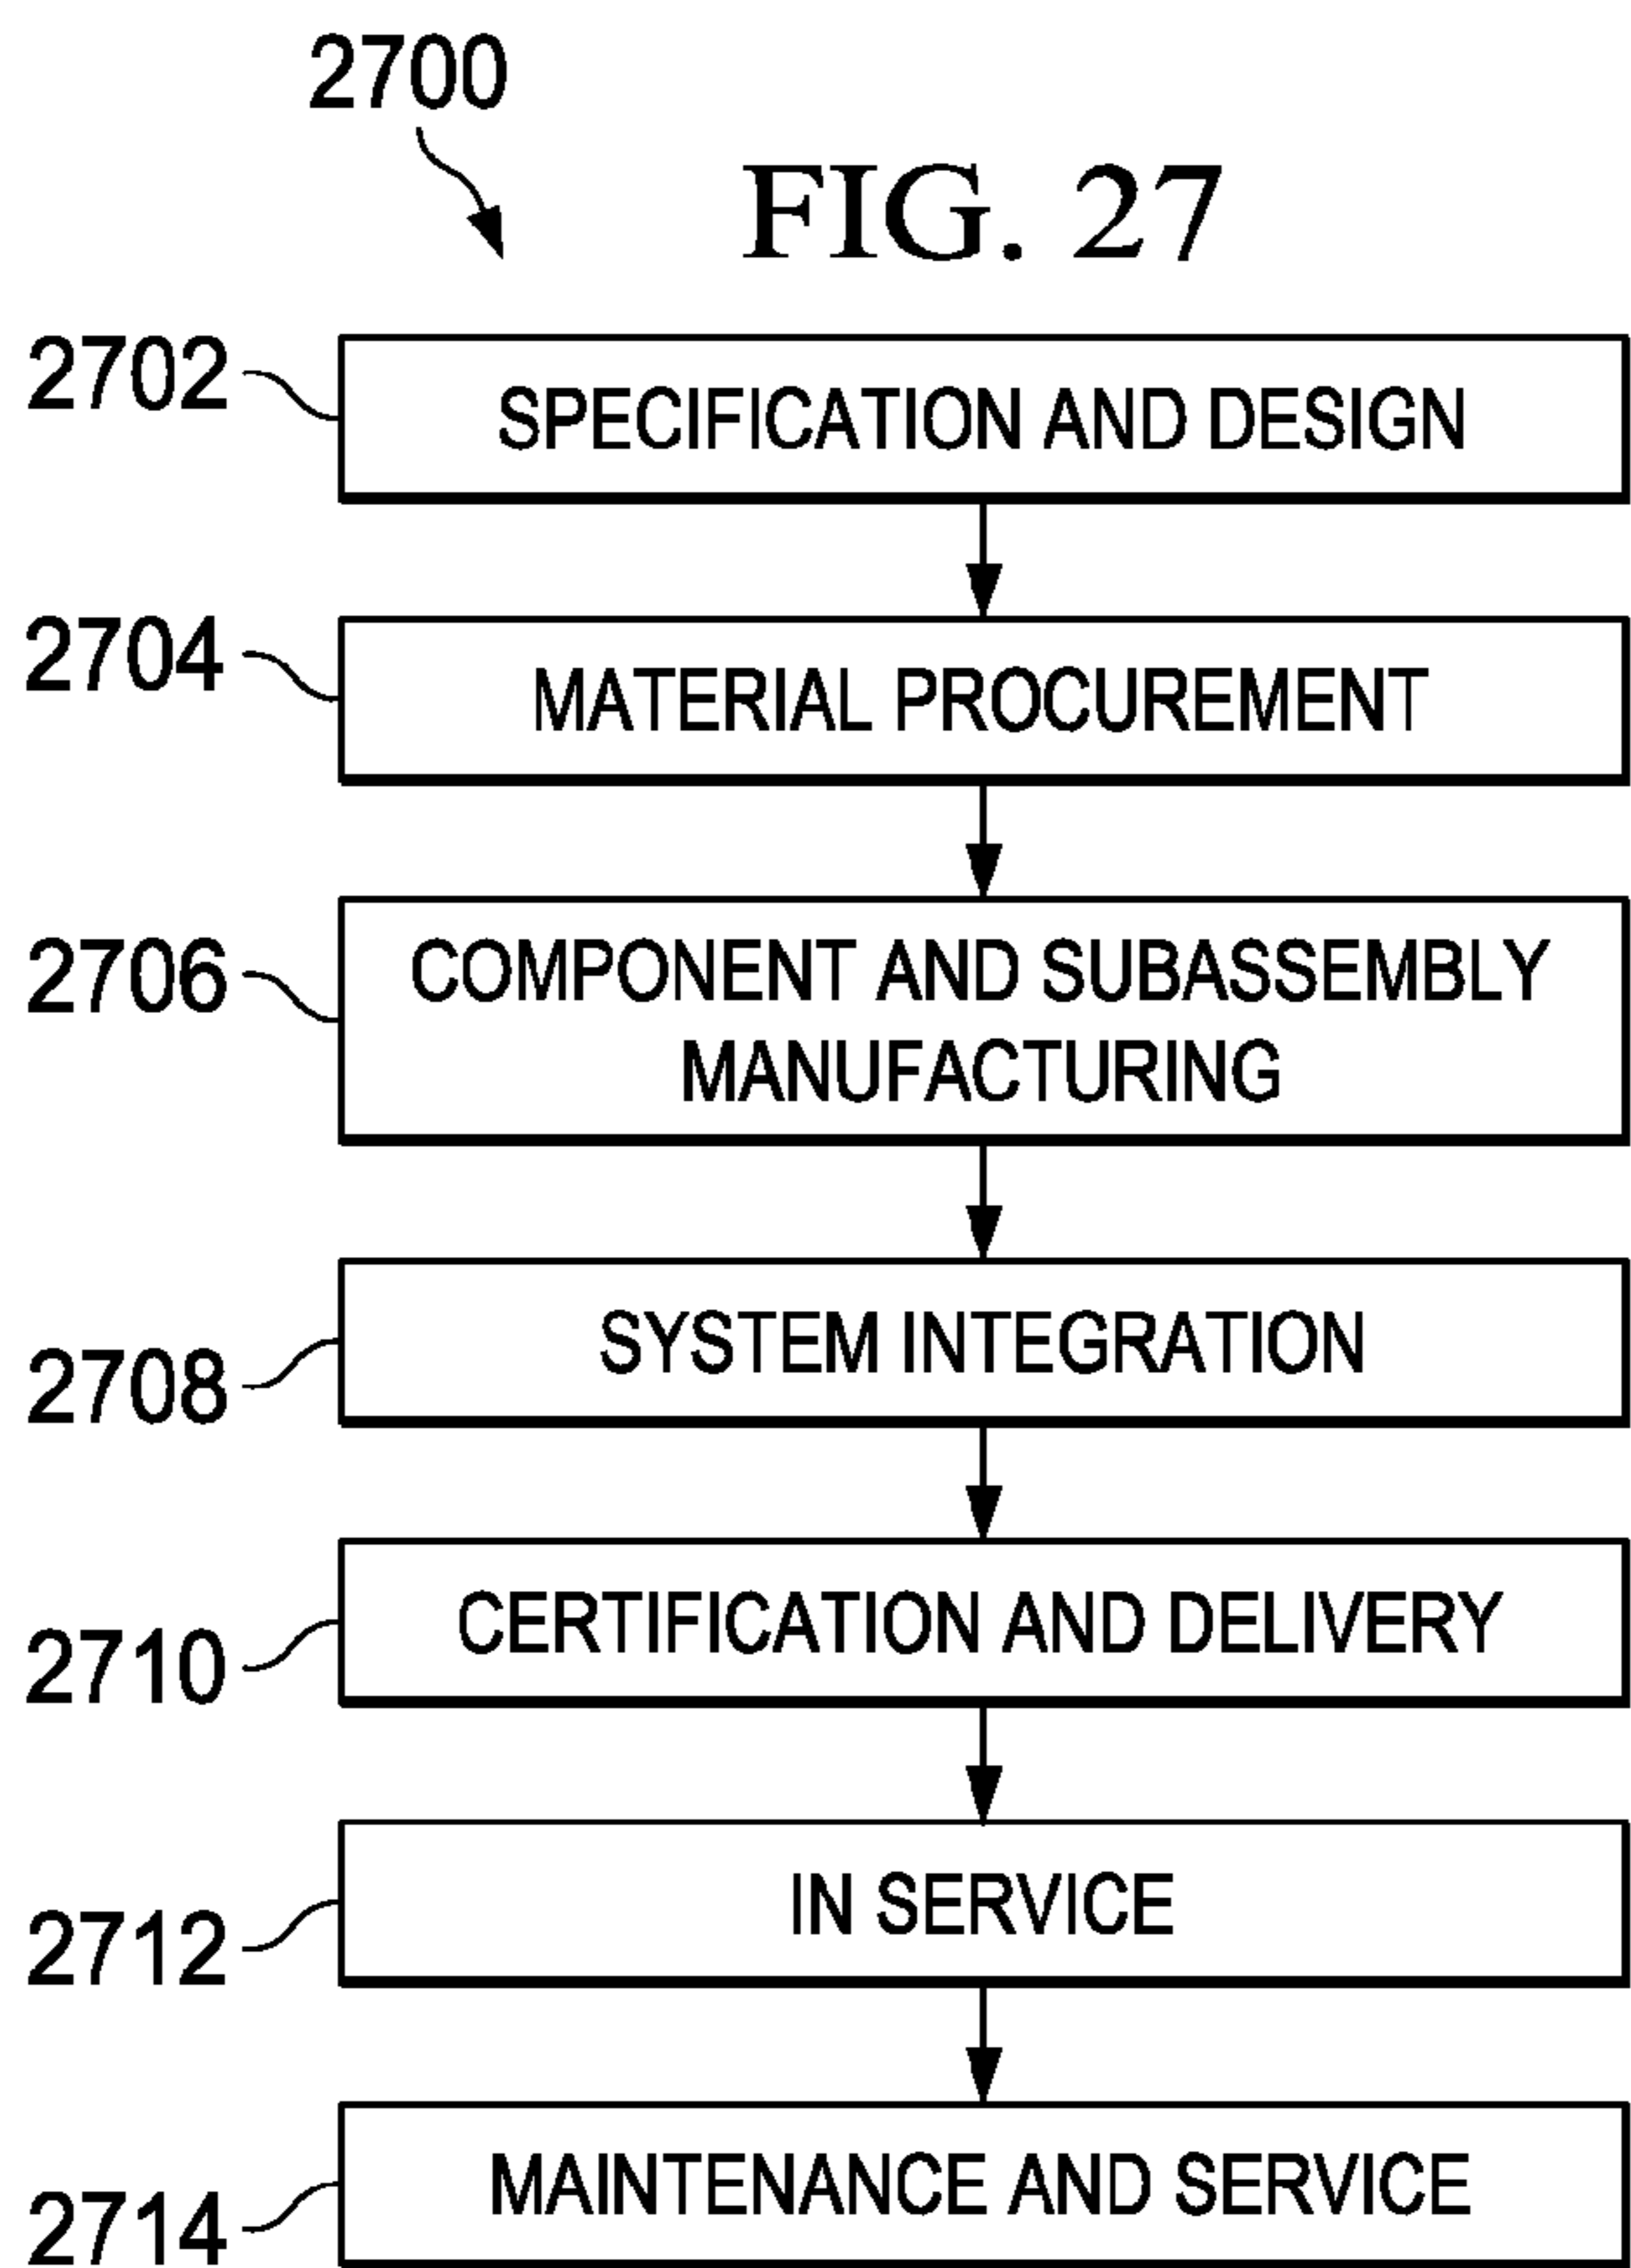 2700
FIG. 27
2702
SPECIFICATION AND DESIGN
2704
MATERIAL PROCUREMENT
2706
COMPONENT AND SUBASSEMBLY
MANUFACTURING
2708
SYSTEM INTEGRATION
2710
CERTIFICATION AND DELIVERY
2712
IN SERVICE
2714
MAINTENANCE AND SERVICE